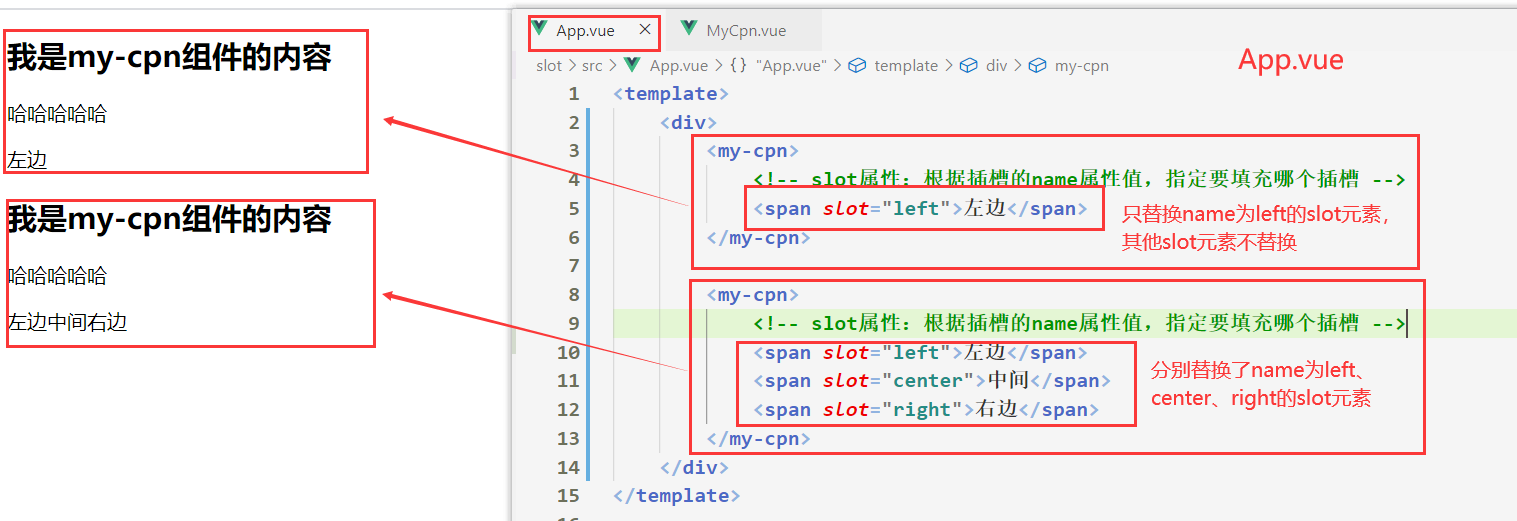 我是my-cpn组件的内容
哈哈哈哈哈
左边
我是my-cpn组件的内容
哈哈哈哈哈
左边中间右边
App.vue × MyCpn.vue
slot > src > App.vue > {} "App.vue" > template > div > my-cpn
App.vue
1 <template>
2 <div>
3 <my-cpn>
4 <!-- slot属性: 根据插槽的name属性值，指定要填充哪个插槽 -->
5 <span slot="left">左边</span>
6 </my-cpn>
7
8 <my-cpn>
9 <!-- slot属性: 根据插槽的name属性值，指定要填充哪个插槽 -->
10 <span slot="left">左边</span>
11 <span slot="center">中间</span>
12 <span slot="right">右边</span>
13 </my-cpn>
14 </div>
15 </template>
只替换name为left的slot元素，
其他slot元素不替换
分别替换了name为left、
center、right的slot元素